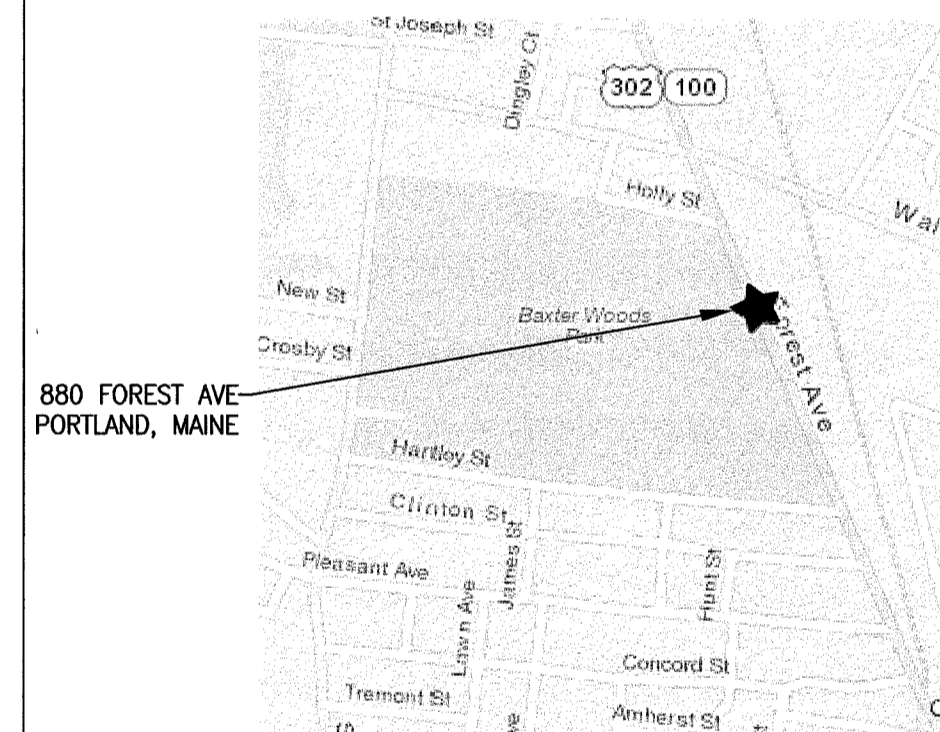 St Joseph St
Dingley Ct
302 100
Holly St
New St
Baxter Woods
Park
Crosby St
Forest Ave
880 FOREST AVE
PORTLAND, MAINE
Hartley St
Clinton St
James St
Pleasant Ave
Hunt St
Lawn Ave
Concord St
Tremont St
Amherst St